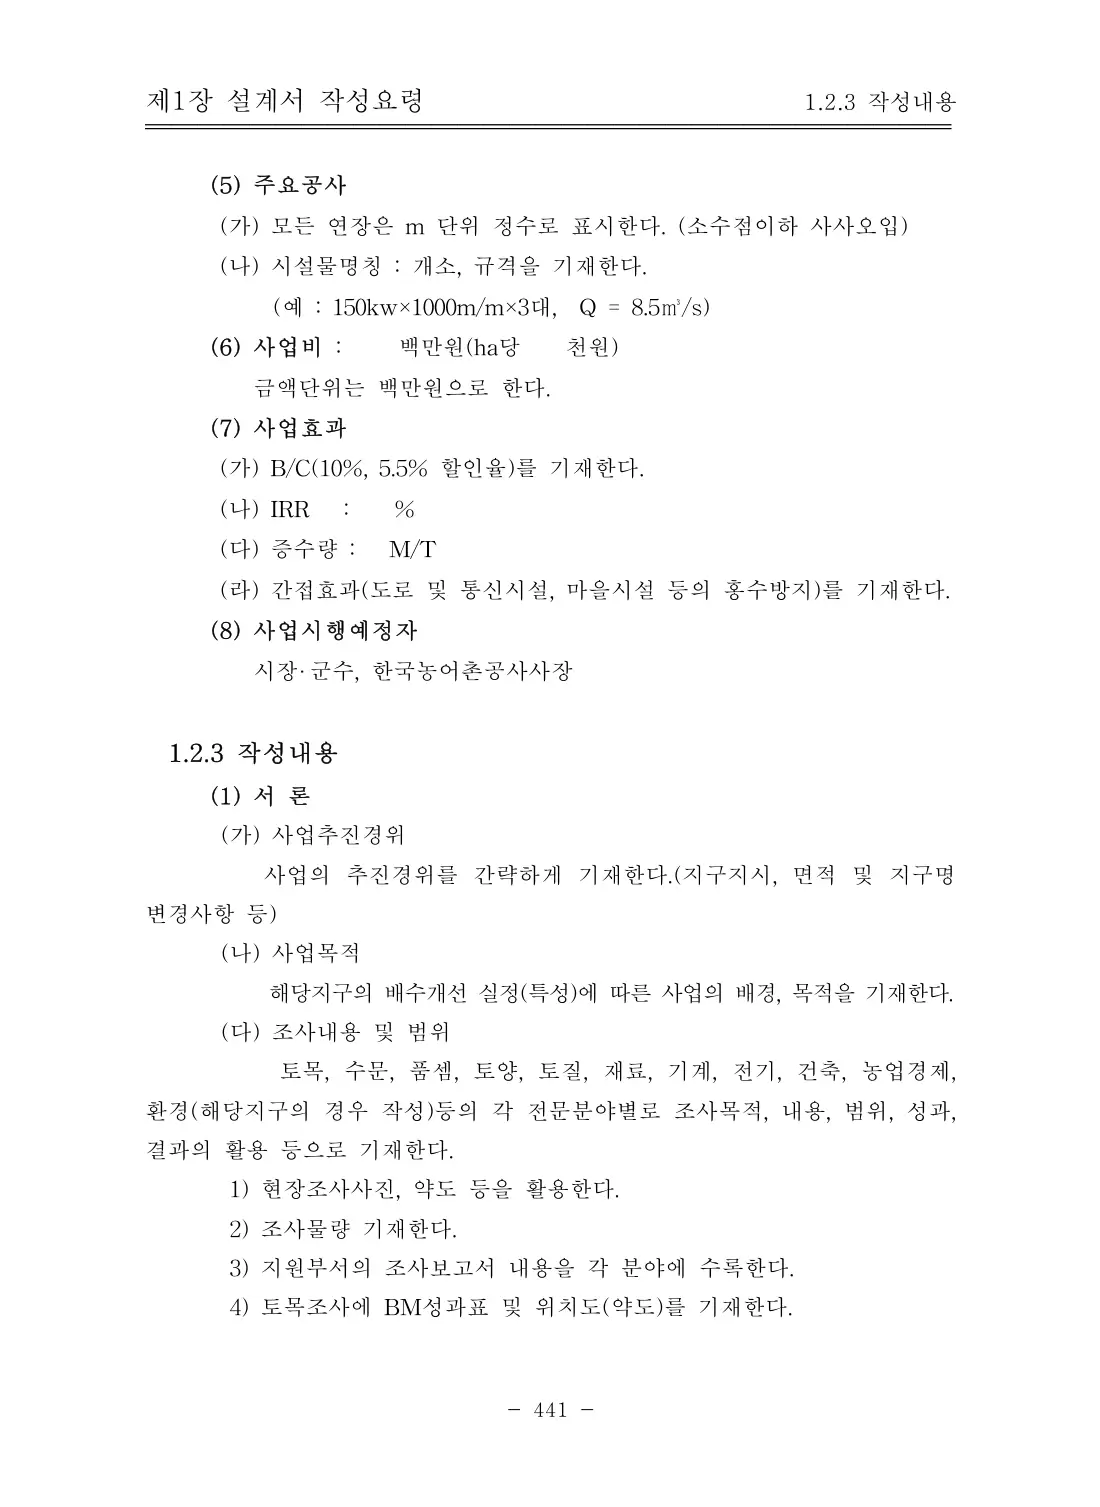 제1장 설계서 작성요령
1.2.3 작성내용
(5) 주요공사
(가) 모든 연장은 m 단위 정수로 표시한다. (소수점이하 사사오입)
(나) 시설물명칭 : 개소, 규격을 기재한다.
(예 : 150kw×1000m/m×3대, Q = 8.5㎥/s)
(6) 사업비 : 백만원(ha당 천원)
금액단위는 백만원으로 한다.
(7) 사업효과
(가) B/C(10%, 5.5% 할인율)를 기재한다.
(나) IRR : %
(다) 증수량 : M/T
(라) 간접효과(도로 및 통신시설, 마을시설 등의 홍수방지)를 기재한다.
(8) 사업시행예정자
시장·군수, 한국농어촌공사사장
1.2.3 작성내용
(1) 서 론
(가) 사업추진경위
사업의 추진경위를 간략하게 기재한다.(지구지시, 면적 및 지구명
변경사항 등)
(나) 사업목적
해당지구의 배수개선 실정(특성)에 따른 사업의 배경, 목적을 기재한다.
(다) 조사내용 및 범위
토목, 수문, 품셈, 토양, 토질, 재료, 기계, 전기, 건축, 농업경제,
환경(해당지구의 경우 작성)등의 각 전문분야별로 조사목적, 내용, 범위, 성과,
결과의 활용 등으로 기재한다.
1) 현장조사사진, 약도 등을 활용한다.
2) 조사물량 기재한다.
3) 지원부서의 조사보고서 내용을 각 분야에 수록한다.
4) 토목조사에 BM성과표 및 위치도(약도)를 기재한다.
- 441 -